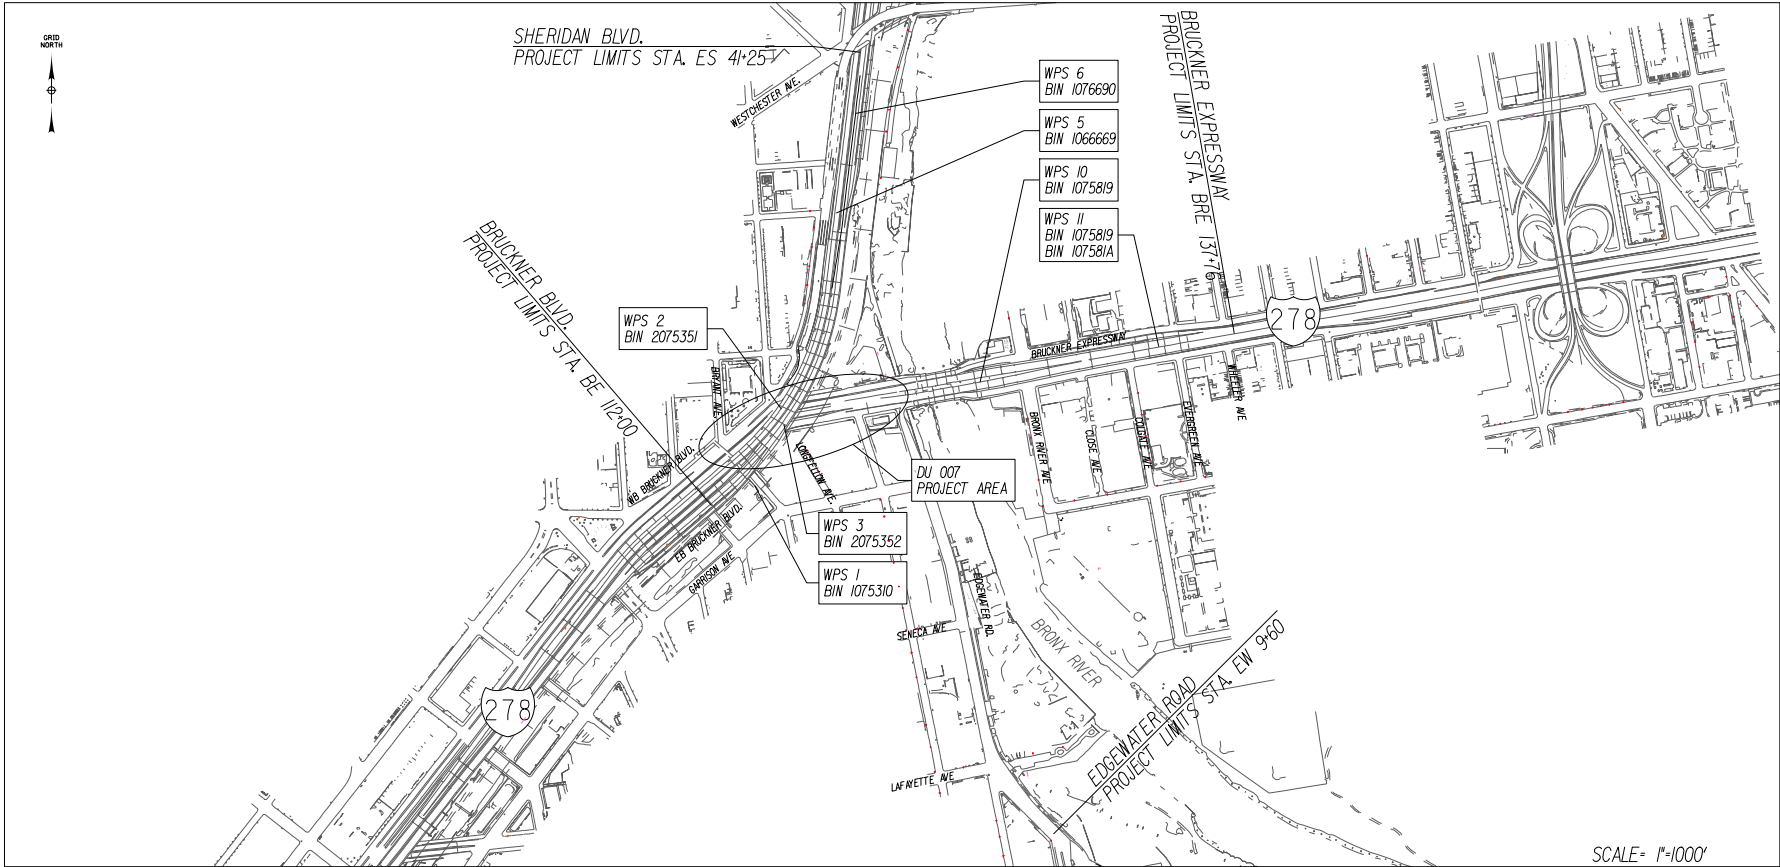 GRID
NORTH
SHERIDAN BLVD.
PROJECT LIMITS STA. ES 41+25
WESTCHESTER AVE.
WPS 6
BIN 1076690
WPS 5
BIN 1066669
WPS 10
BIN 1075819
WPS 11
BIN 1075819
BIN 107581A
BRUCKNER EXPRESSWAY
PROJECT LIMITS STA. BRE 137+76
BRUCKNER BLVD.
PROJECT LIMITS STA. BE 112+00
WPS 2
BIN 2075351
278
BRUCKNER EXPRESSWAY
BRYANT AVE
WHEELER AVE
EVERGREEN AVE
COLGATE AVE
CLOSE AVE
BRONX RIVER AVE
LONGFELLOW AVE.
WB BRUCKNER BLVD.
DU 007
PROJECT AREA
WPS 3
BIN 2075352
EB BRUCKNER BLVD.
GARRISON AVE
WPS 1
BIN 1075310
EDGEWATER RD.
SENECA AVE
BRONX RIVER
278
EDGEWATER ROAD
PROJECT LIMITS STA. EW 9+60
LAFAYETTE AVE
SCALE= 1"=1000'